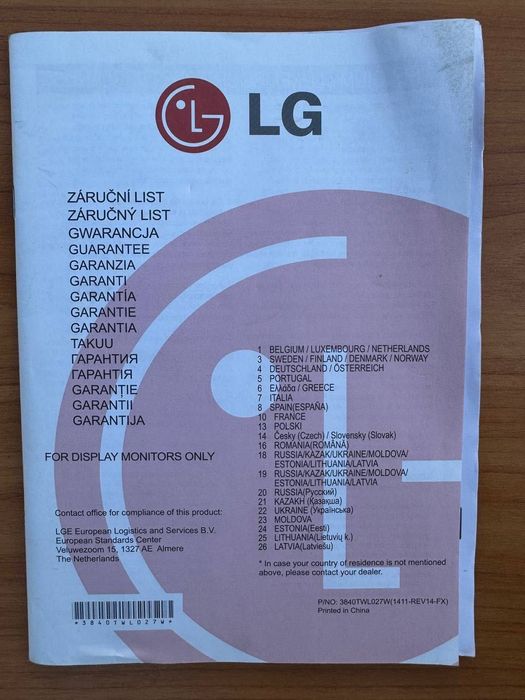 LG
ZÁRUČNÍ LIST
ZÁRUČNÝ LIST
GWARANCJA
GUARANTEE
GARANZIA
GARANTI
GARANTÍA
GARANTIE
GARANTIA
TAKUU
ГАРАНТИЯ
ГАРАНТІЯ
GARANŢIE
GARANTII
GARANTIJA
FOR DISPLAY MONITORS ONLY
1 BELGIUM / LUXEMBOURG / NETHERLANDS
3 SWEDEN / FINLAND / DENMARK / NORWAY
4 DEUTSCHLAND / ÖSTERREICH
5 PORTUGAL
6 Ελλάδα / GREECE
7 ITALIA
8 SPAIN(ESPAÑA)
10 FRANCE
13 POLSKI
14 Česky (Czech) / Slovensky (Slovak)
16 ROMANIA(ROMÂNĂ)
18 RUSSIA/KAZAK/UKRAINE/MOLDOVA/
ESTONIA/LITHUANIA/LATVIA
19 RUSSIA/KAZAK/UKRAINE/MOLDOVA/
ESTONIA/LITHUANIA/LATVIA
20 RUSSIA(Русский)
21 KAZAKH (Қазақша)
22 UKRAINE (Українська)
23 MOLDOVA
24 ESTONIA(Eesti)
25 LITHUANIA(Lietuvių k.)
26 LATVIA(Latviešu)
* In case your country of residence is not mentioned
above, please contact your dealer.
Contact office for compliance of this product:
LGE European Logistics and Services B.V.
European Standards Center
Veluwezoom 15, 1327 AE Almere
The Netherlands
*3840TWL027W*
P/NO: 3840TWL027W(1411-REV14-FX)
Printed in China